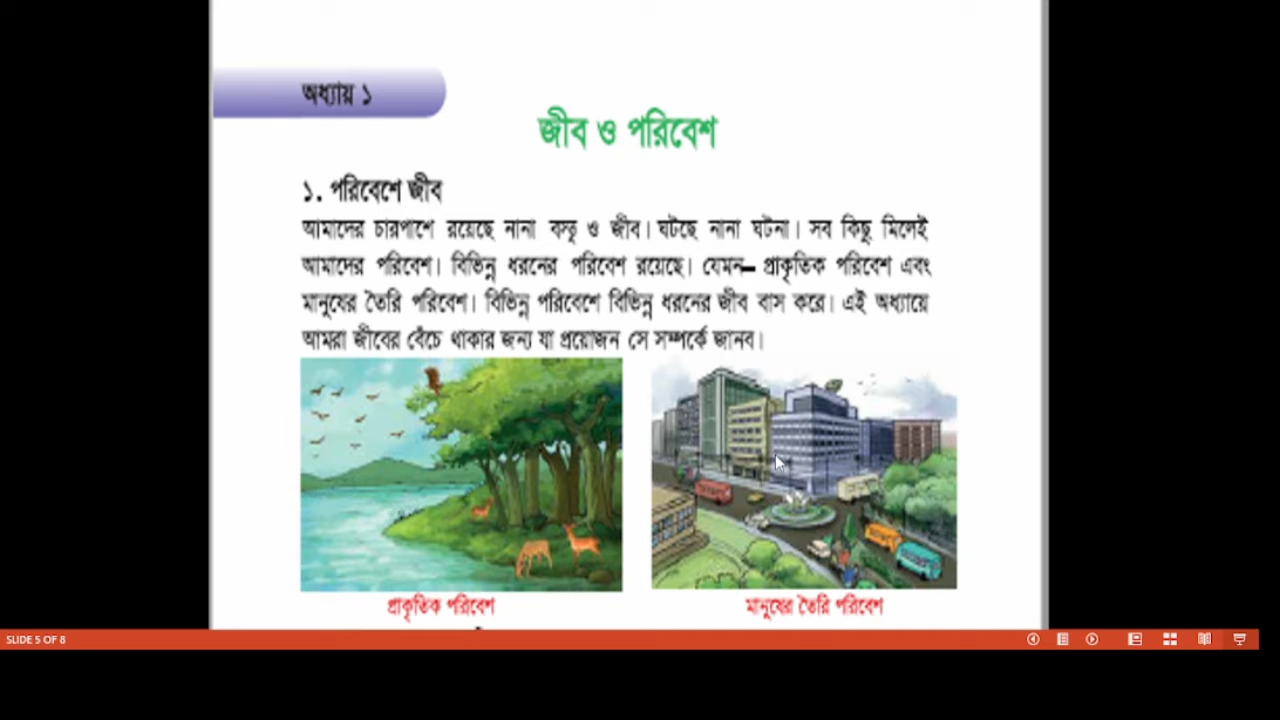 অধ্যায় ১
জীব ও পরিবেশ
১. পরিবেশে জীব
আমাদের চারপাশে রয়েছে নানা বস্তু ও জীব। ঘটছে নানা ঘটনা। সব কিছু মিলেই
আমাদের পরিবেশ। বিভিন্ন ধরনের পরিবেশ রয়েছে। যেমন– প্রাকৃতিক পরিবেশ এবং
মানুষের তৈরি পরিবেশ। বিভিন্ন পরিবেশে বিভিন্ন ধরনের জীব বাস করে। এই অধ্যায়ে
আমরা জীবের বেঁচে থাকার জন্য যা প্রয়োজন সে সম্পর্কে জানব।
প্রাকৃতিক পরিবেশ
মানুষের তৈরি পরিবেশ
SLIDE 5 OF 8